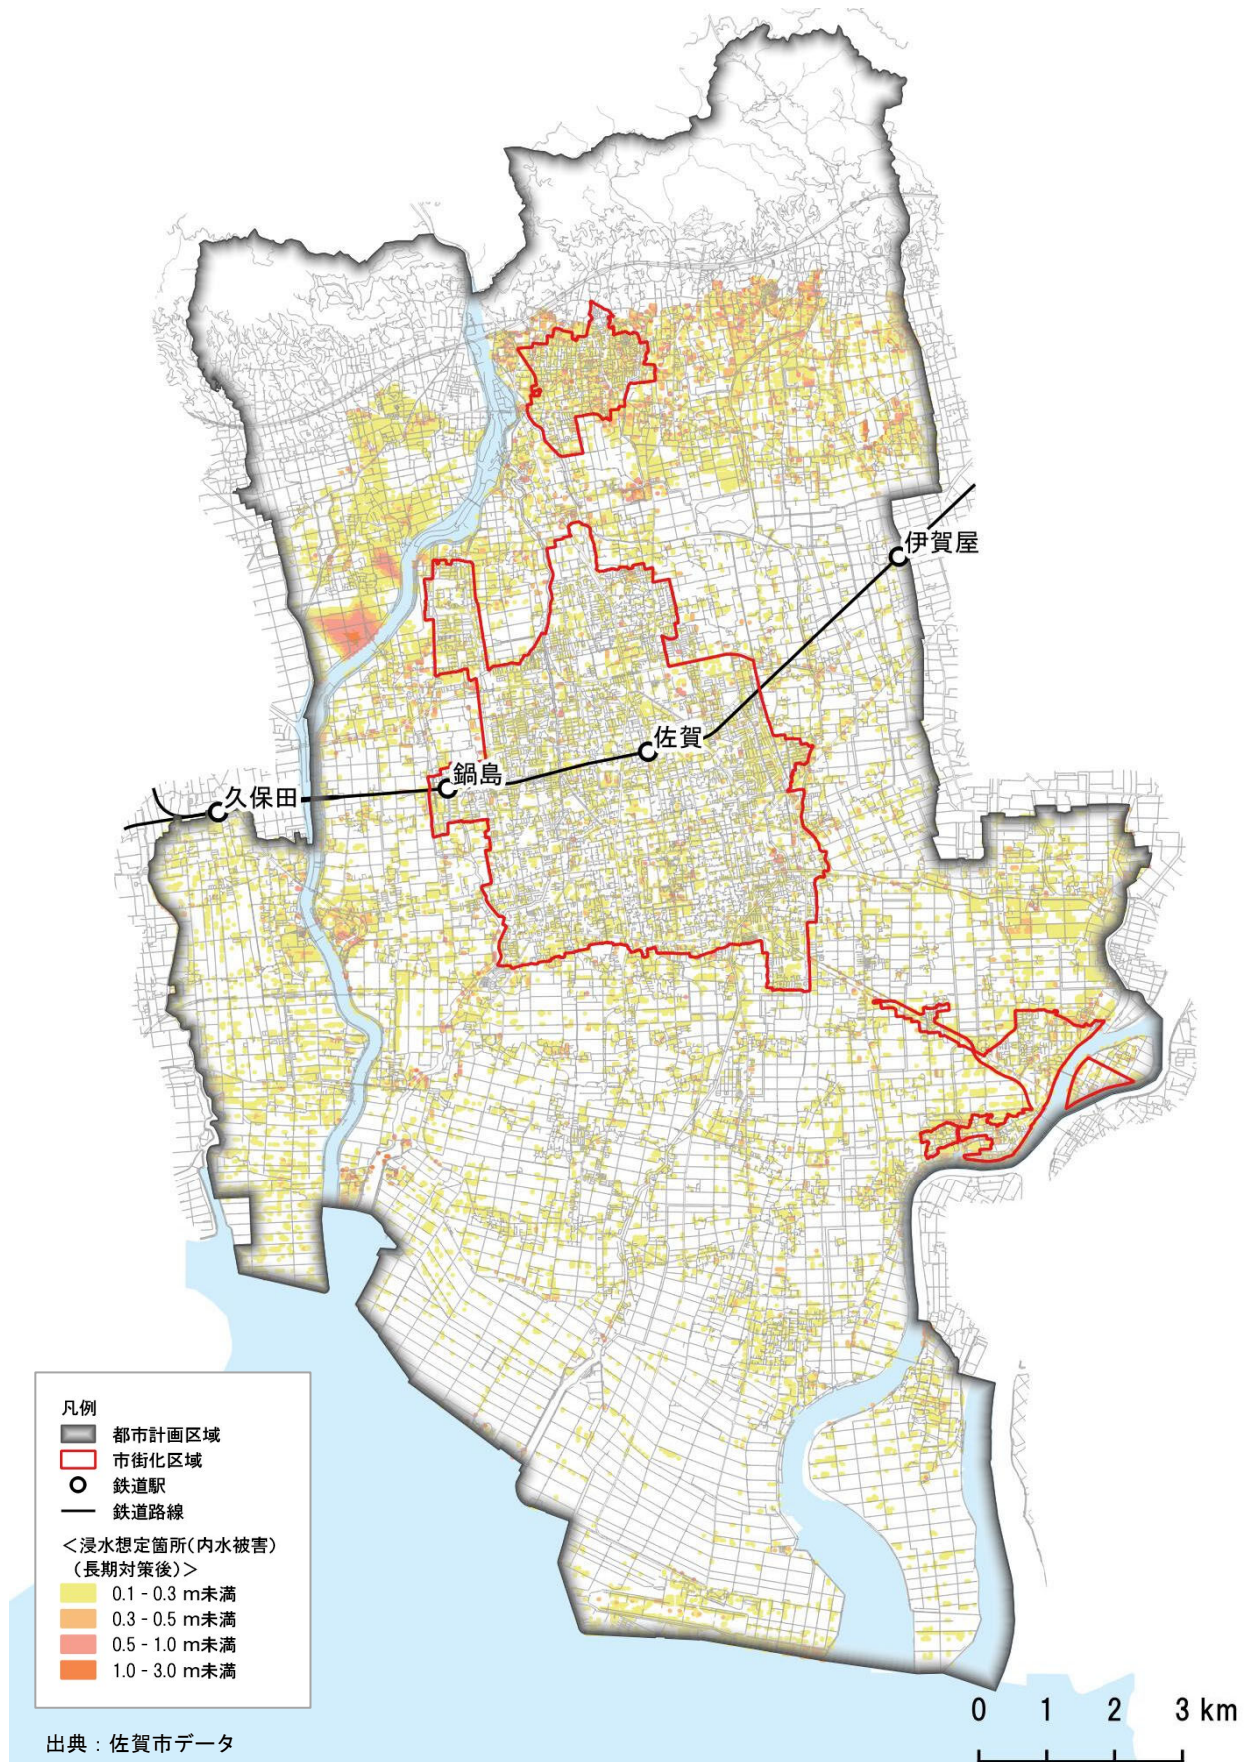 伊賀屋
佐賀
鍋島
久保田
凡例
都市計画区域
市街化区域
鉄道駅
鉄道路線
＜浸水想定箇所(内水被害)
(長期対策後)＞
0.1 - 0.3 m未満
0.3 - 0.5 m未満
0.5 - 1.0 m未満
1.0 - 3.0 m未満
出典：佐賀市データ
0 1 2 3 km